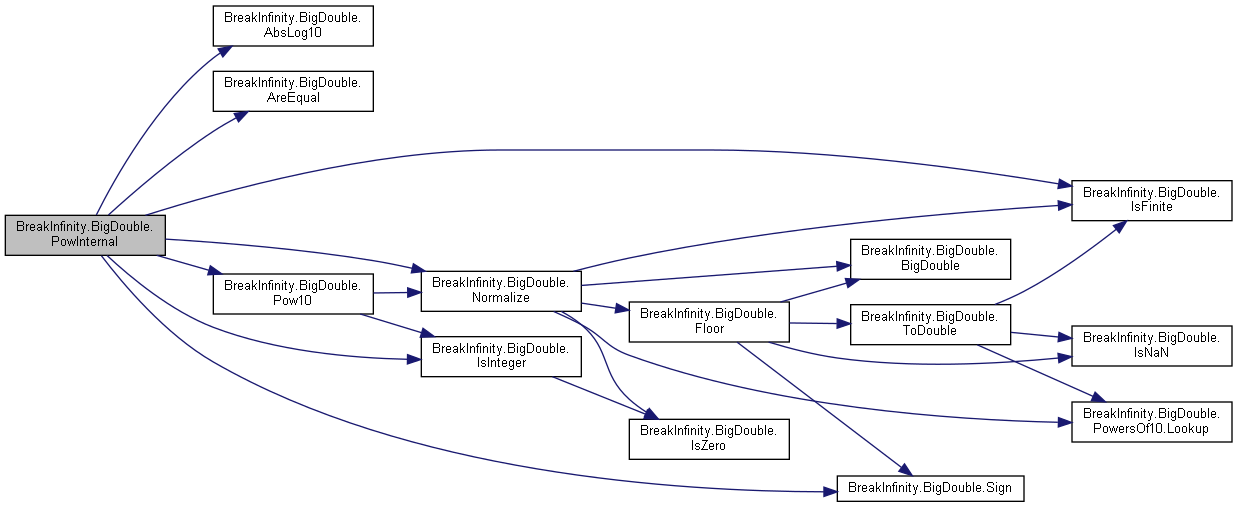 BreakInfinity.BigDouble.
AbsLog10
BreakInfinity.BigDouble.
AreEqual
BreakInfinity.BigDouble.
IsFinite
BreakInfinity.BigDouble.
PowInternal
BreakInfinity.BigDouble.
BigDouble
BreakInfinity.BigDouble.
Normalize
BreakInfinity.BigDouble.
Pow10
BreakInfinity.BigDouble.
Floor
BreakInfinity.BigDouble.
ToDouble
BreakInfinity.BigDouble.
IsNaN
BreakInfinity.BigDouble.
IsInteger
BreakInfinity.BigDouble.
PowersOf10.Lookup
BreakInfinity.BigDouble.
IsZero
BreakInfinity.BigDouble.Sign